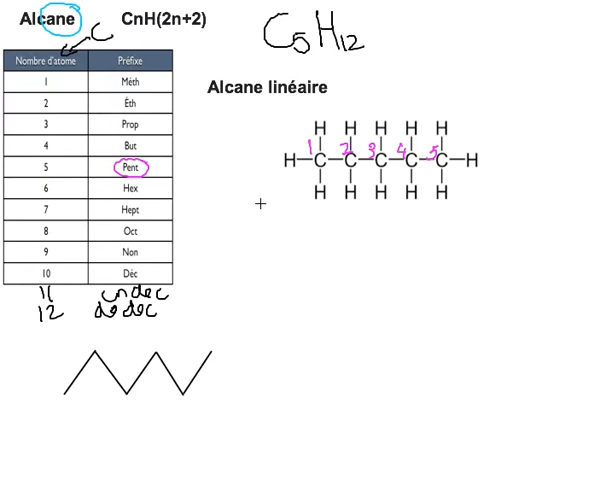 Alcane CnH(2n+2) C5H12
C
Nombre d'atome Préfixe
1 Méth
2 Éth
3 Prop
4 But
5 Pent
6 Hex
7 Hept
8 Oct
9 Non
10 Déc
11 undec
12 dodec
Alcane linéaire
H H H H H
1 2 3 4 5
H C C C C C H
H H H H H